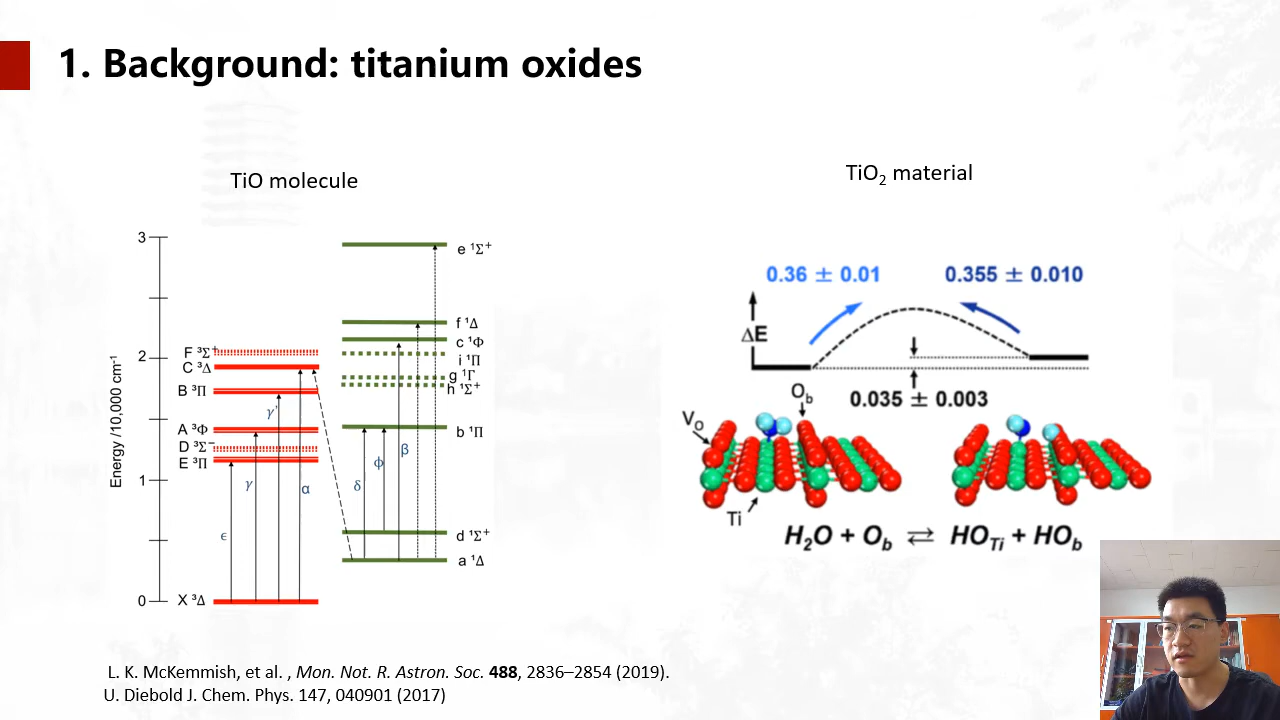 1. Background: titanium oxides
TiO molecule
TiO₂ material
Energy /10,000 cm⁻¹
3
2
1
0
F ³Σ⁺
C ³Δ
B ³Π
A ³Φ
D ³Σ⁻
E ³Π
X ³Δ
ϵ
γ
γ'
α
δ
ϕ
β
e ¹Σ⁺
f ¹Δ
c ¹Φ
i ¹Π
g ¹Γ
h ¹Σ⁺
b ¹Π
d ¹Σ⁺
a ¹Δ
0.36 ± 0.01
0.355 ± 0.010
ΔE
0.035 ± 0.003
O_b
V_O
Ti
H₂O + O_b ⇄ HO_Ti + HO_b
L. K. McKemmish, et al. , Mon. Not. R. Astron. Soc. 488, 2836–2854 (2019).
U. Diebold J. Chem. Phys. 147, 040901 (2017)